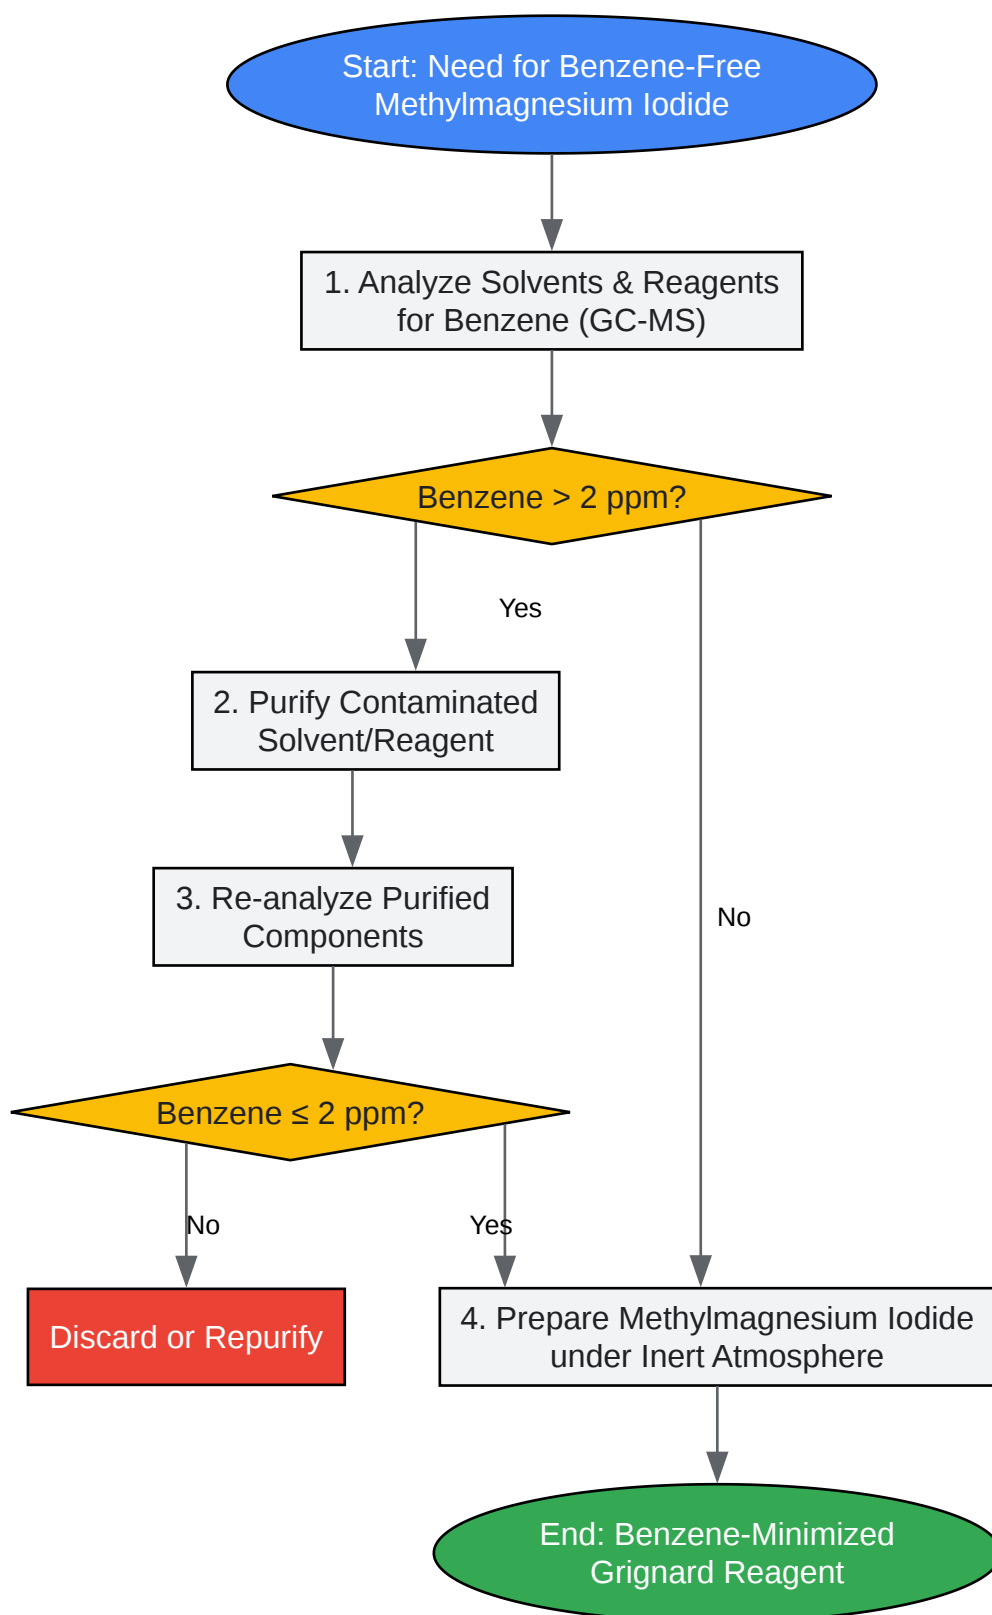 Start: Need for Benzene-Free
Methylmagnesium Iodide
1. Analyze Solvents & Reagents
for Benzene (GC-MS)
Benzene > 2 ppm?
Yes
2. Purify Contaminated
Solvent/Reagent
3. Re-analyze Purified
Components
No
Benzene ≤ 2 ppm?
No
Yes
Discard or Repurify
4. Prepare Methylmagnesium Iodide
under Inert Atmosphere
End: Benzene-Minimized
Grignard Reagent